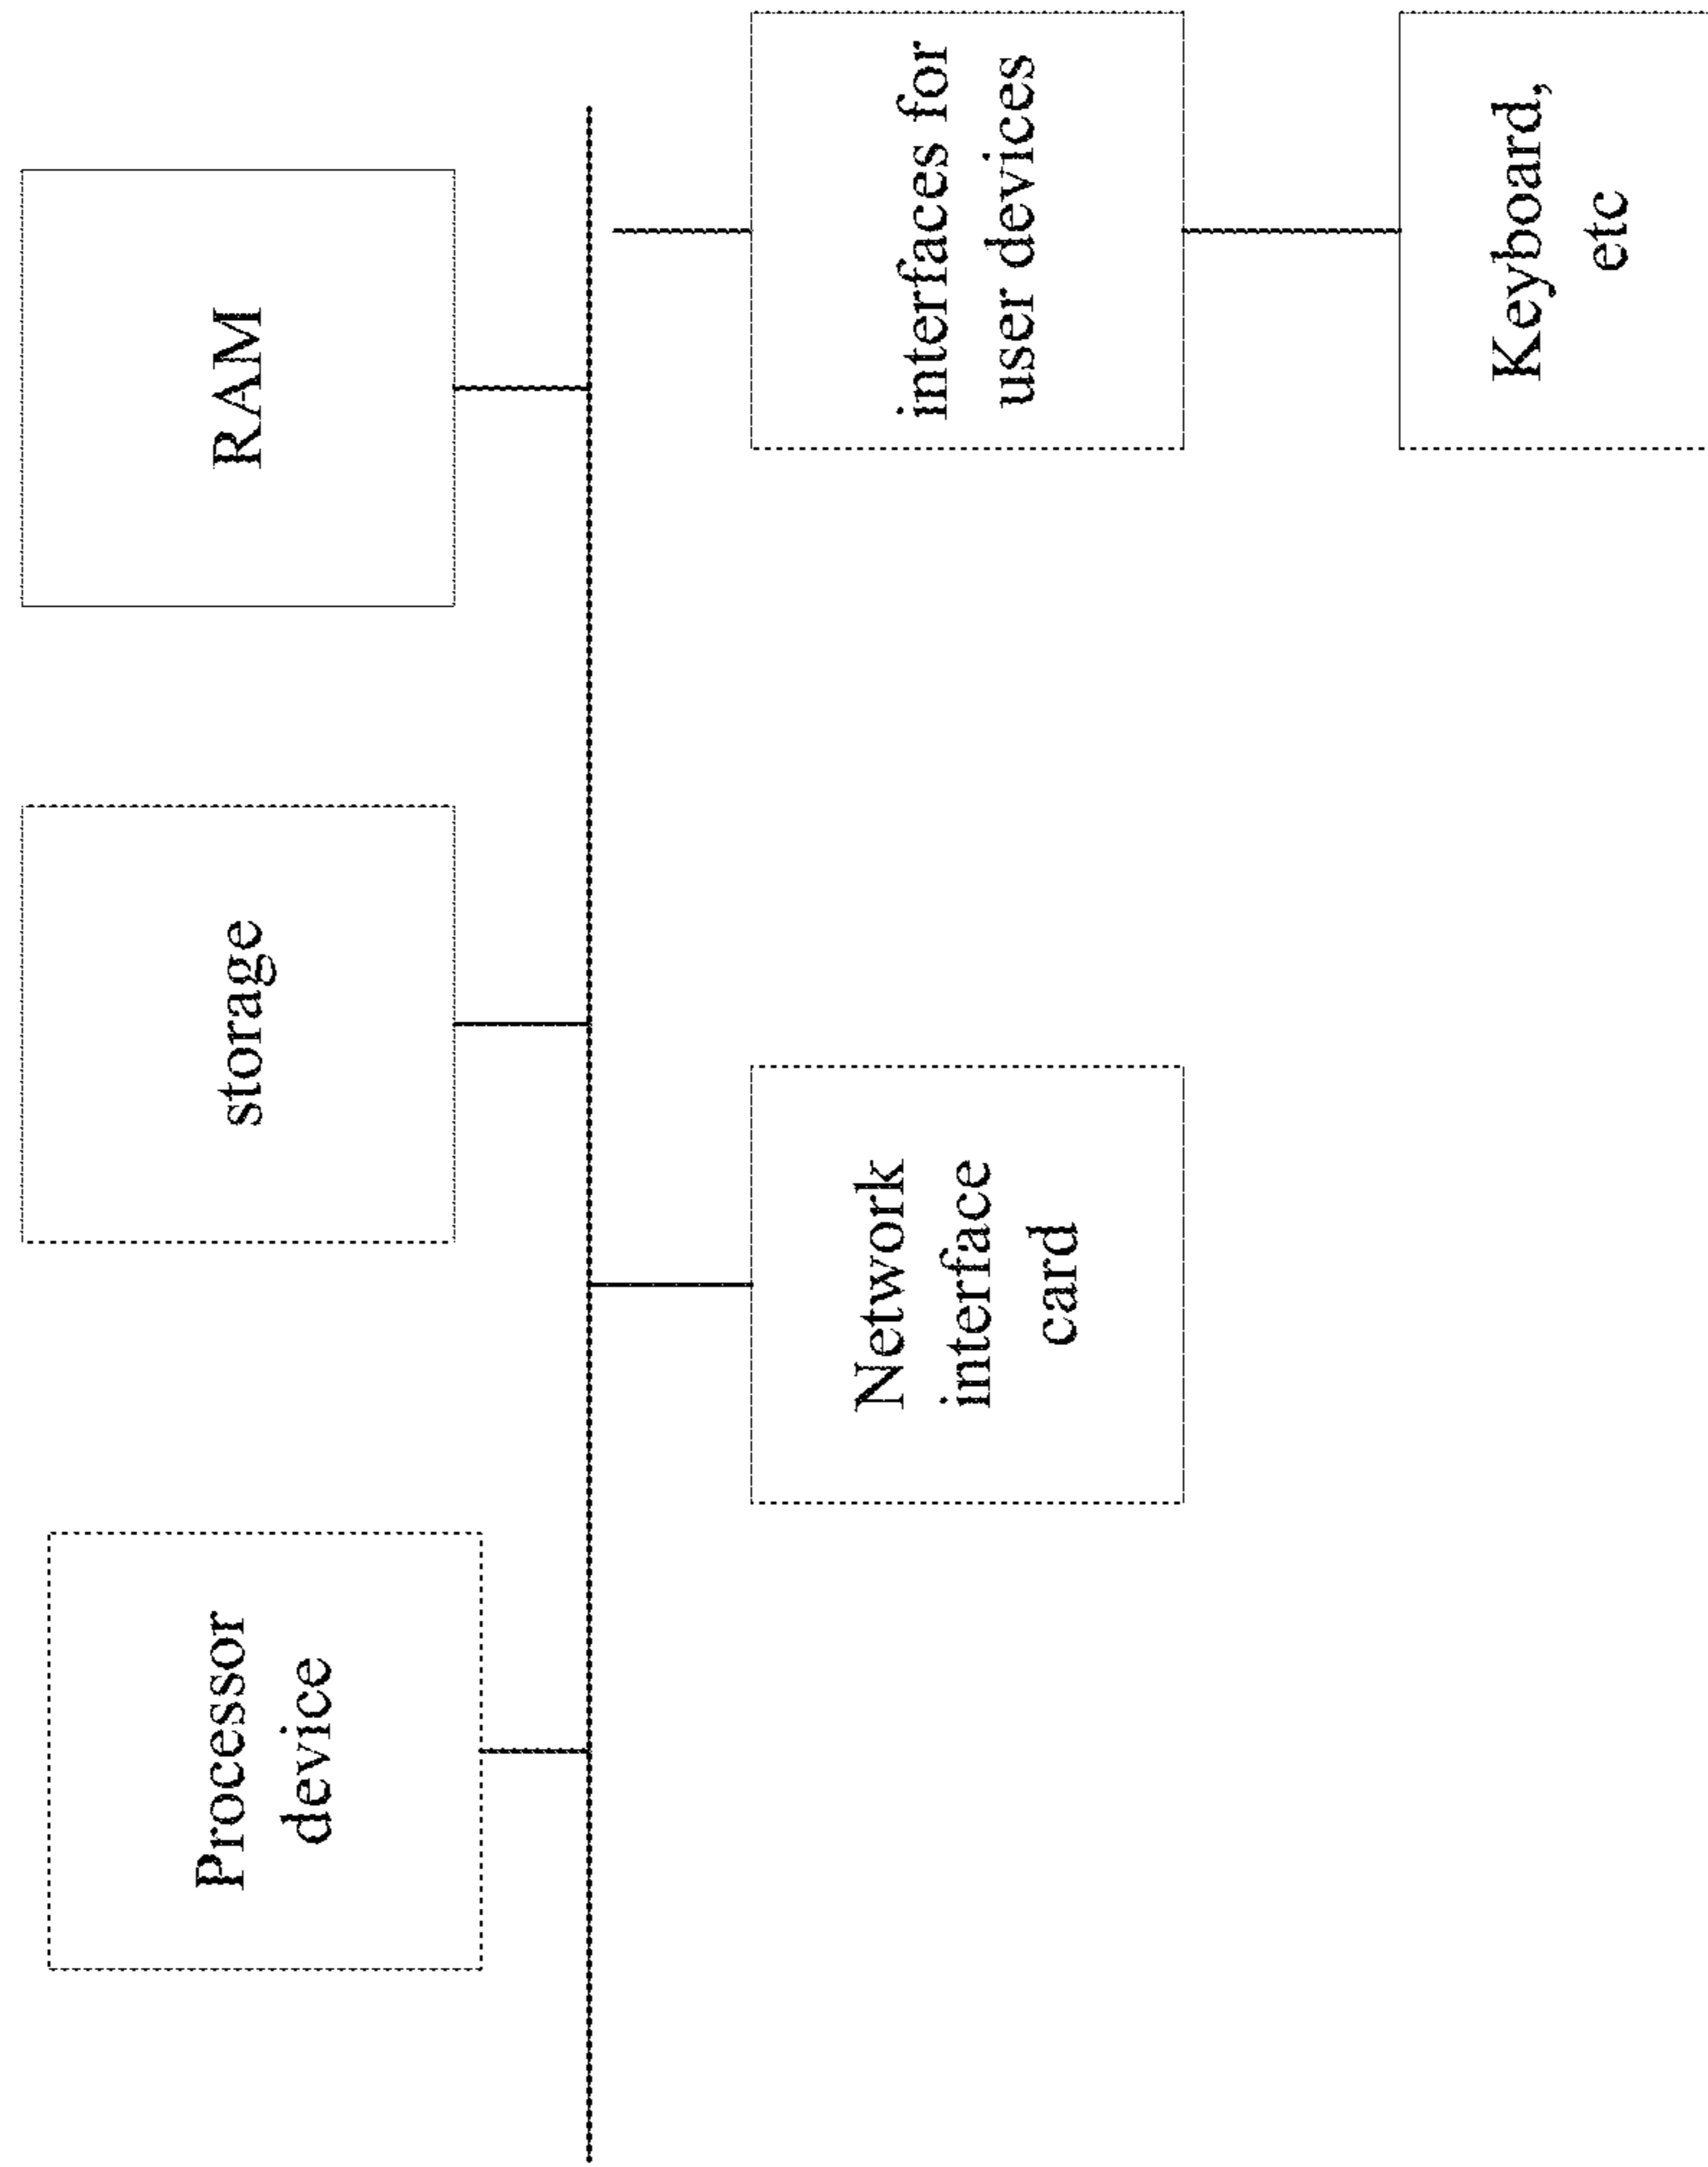 Processor
device
storage
RAM
Network
interface
card
interfaces for
user devices
Keyboard,
etc